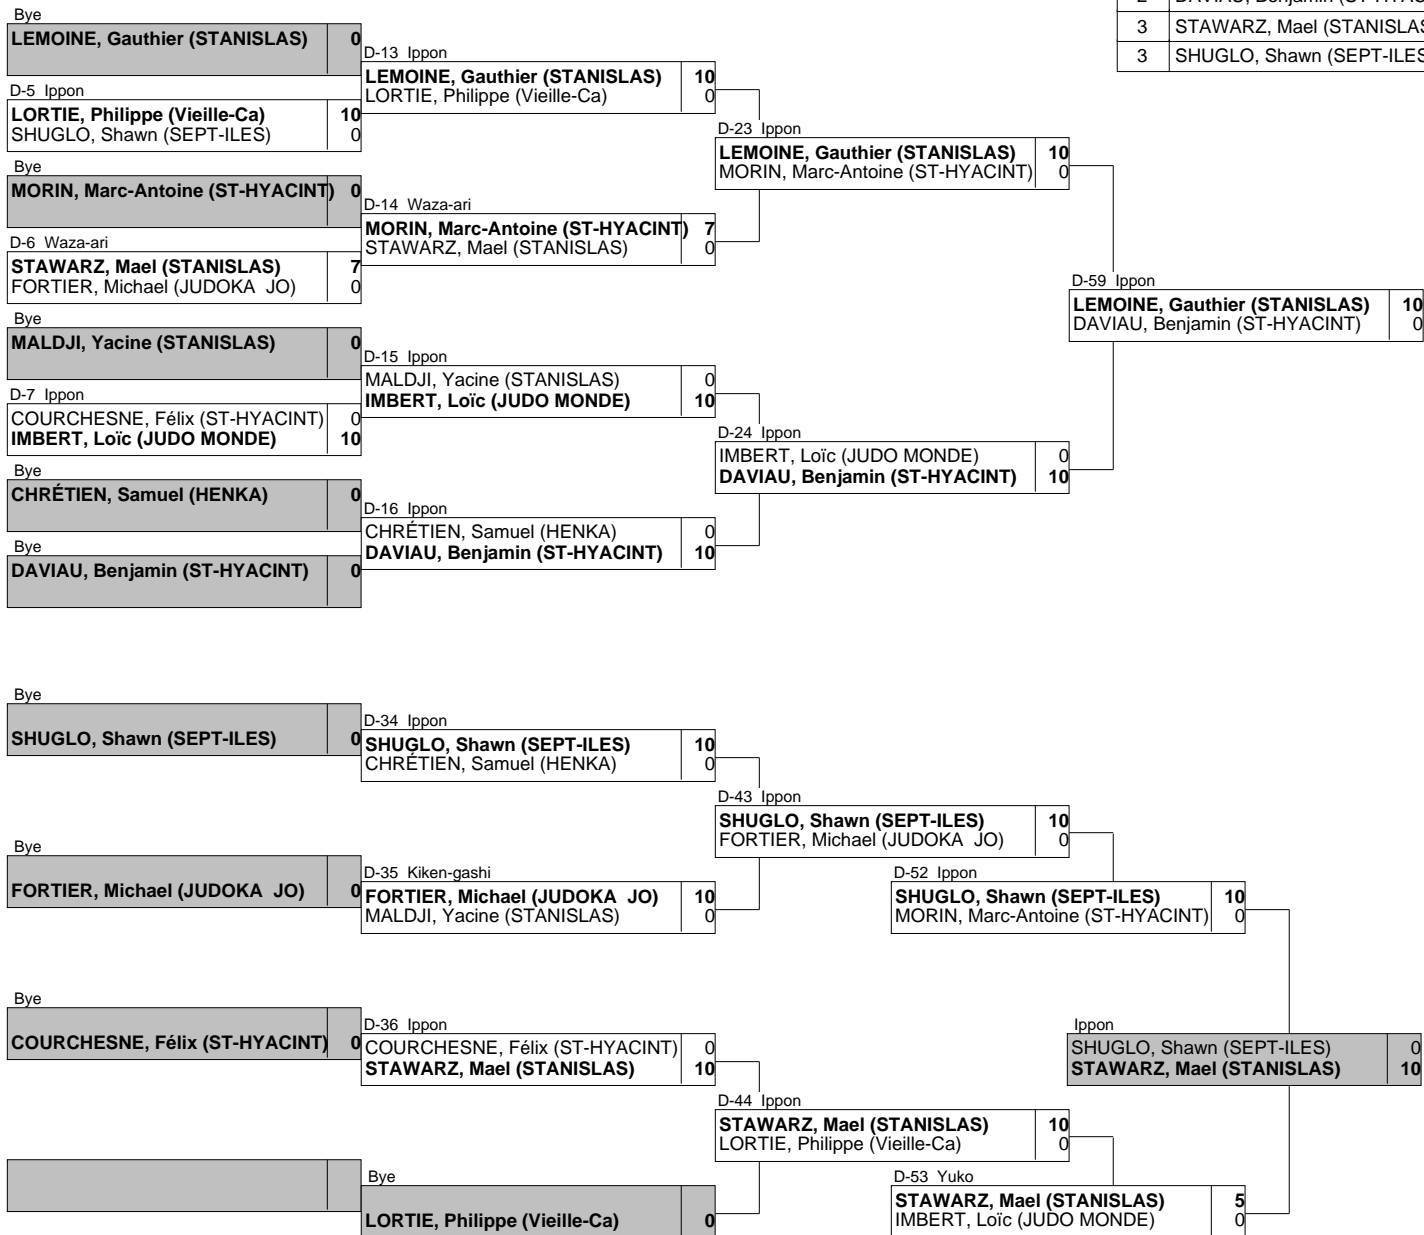 Bye
LEMOINE, Gauthier (STANISLAS) 0
D-5 Ippon
LORTIE, Philippe (Vieille-Ca) 10
SHUGLO, Shawn (SEPT-ILES) 0
Bye
MORIN, Marc-Antoine (ST-HYACINT) 0
D-6 Waza-ari
STAWARZ, Mael (STANISLAS) 7
FORTIER, Michael (JUDOKA JO) 0
Bye
MALDJI, Yacine (STANISLAS) 0
D-7 Ippon
COURCHESNE, Félix (ST-HYACINT) 0
IMBERT, Loïc (JUDO MONDE) 10
Bye
CHRÉTIEN, Samuel (HENKA) 0
Bye
DAVIAU, Benjamin (ST-HYACINT) 0
D-13 Ippon
LEMOINE, Gauthier (STANISLAS) 10
LORTIE, Philippe (Vieille-Ca) 0
D-14 Waza-ari
MORIN, Marc-Antoine (ST-HYACINT) 7
STAWARZ, Mael (STANISLAS) 0
D-15 Ippon
MALDJI, Yacine (STANISLAS) 0
IMBERT, Loïc (JUDO MONDE) 10
D-16 Ippon
CHRÉTIEN, Samuel (HENKA) 0
DAVIAU, Benjamin (ST-HYACINT) 10
D-23 Ippon
LEMOINE, Gauthier (STANISLAS) 10
MORIN, Marc-Antoine (ST-HYACINT) 0
D-24 Ippon
IMBERT, Loïc (JUDO MONDE) 0
DAVIAU, Benjamin (ST-HYACINT) 10
D-59 Ippon
LEMOINE, Gauthier (STANISLAS) 10
DAVIAU, Benjamin (ST-HYACINT) 0
3 STAWARZ, Mael (STANISLAS
3 SHUGLO, Shawn (SEPT-ILES
Bye
SHUGLO, Shawn (SEPT-ILES) 0
Bye
FORTIER, Michael (JUDOKA JO) 0
Bye
COURCHESNE, Félix (ST-HYACINT) 0
D-34 Ippon
SHUGLO, Shawn (SEPT-ILES) 10
CHRÉTIEN, Samuel (HENKA) 0
D-35 Kiken-gashi
FORTIER, Michael (JUDOKA JO) 10
MALDJI, Yacine (STANISLAS) 0
D-36 Ippon
COURCHESNE, Félix (ST-HYACINT) 0
STAWARZ, Mael (STANISLAS) 10
Bye
LORTIE, Philippe (Vieille-Ca) 0
D-43 Ippon
SHUGLO, Shawn (SEPT-ILES) 10
FORTIER, Michael (JUDOKA JO) 0
D-44 Ippon
STAWARZ, Mael (STANISLAS) 10
LORTIE, Philippe (Vieille-Ca) 0
D-52 Ippon
SHUGLO, Shawn (SEPT-ILES) 10
MORIN, Marc-Antoine (ST-HYACINT) 0
D-53 Yuko
STAWARZ, Mael (STANISLAS) 5
IMBERT, Loïc (JUDO MONDE) 0
Ippon
SHUGLO, Shawn (SEPT-ILES) 0
STAWARZ, Mael (STANISLAS) 10